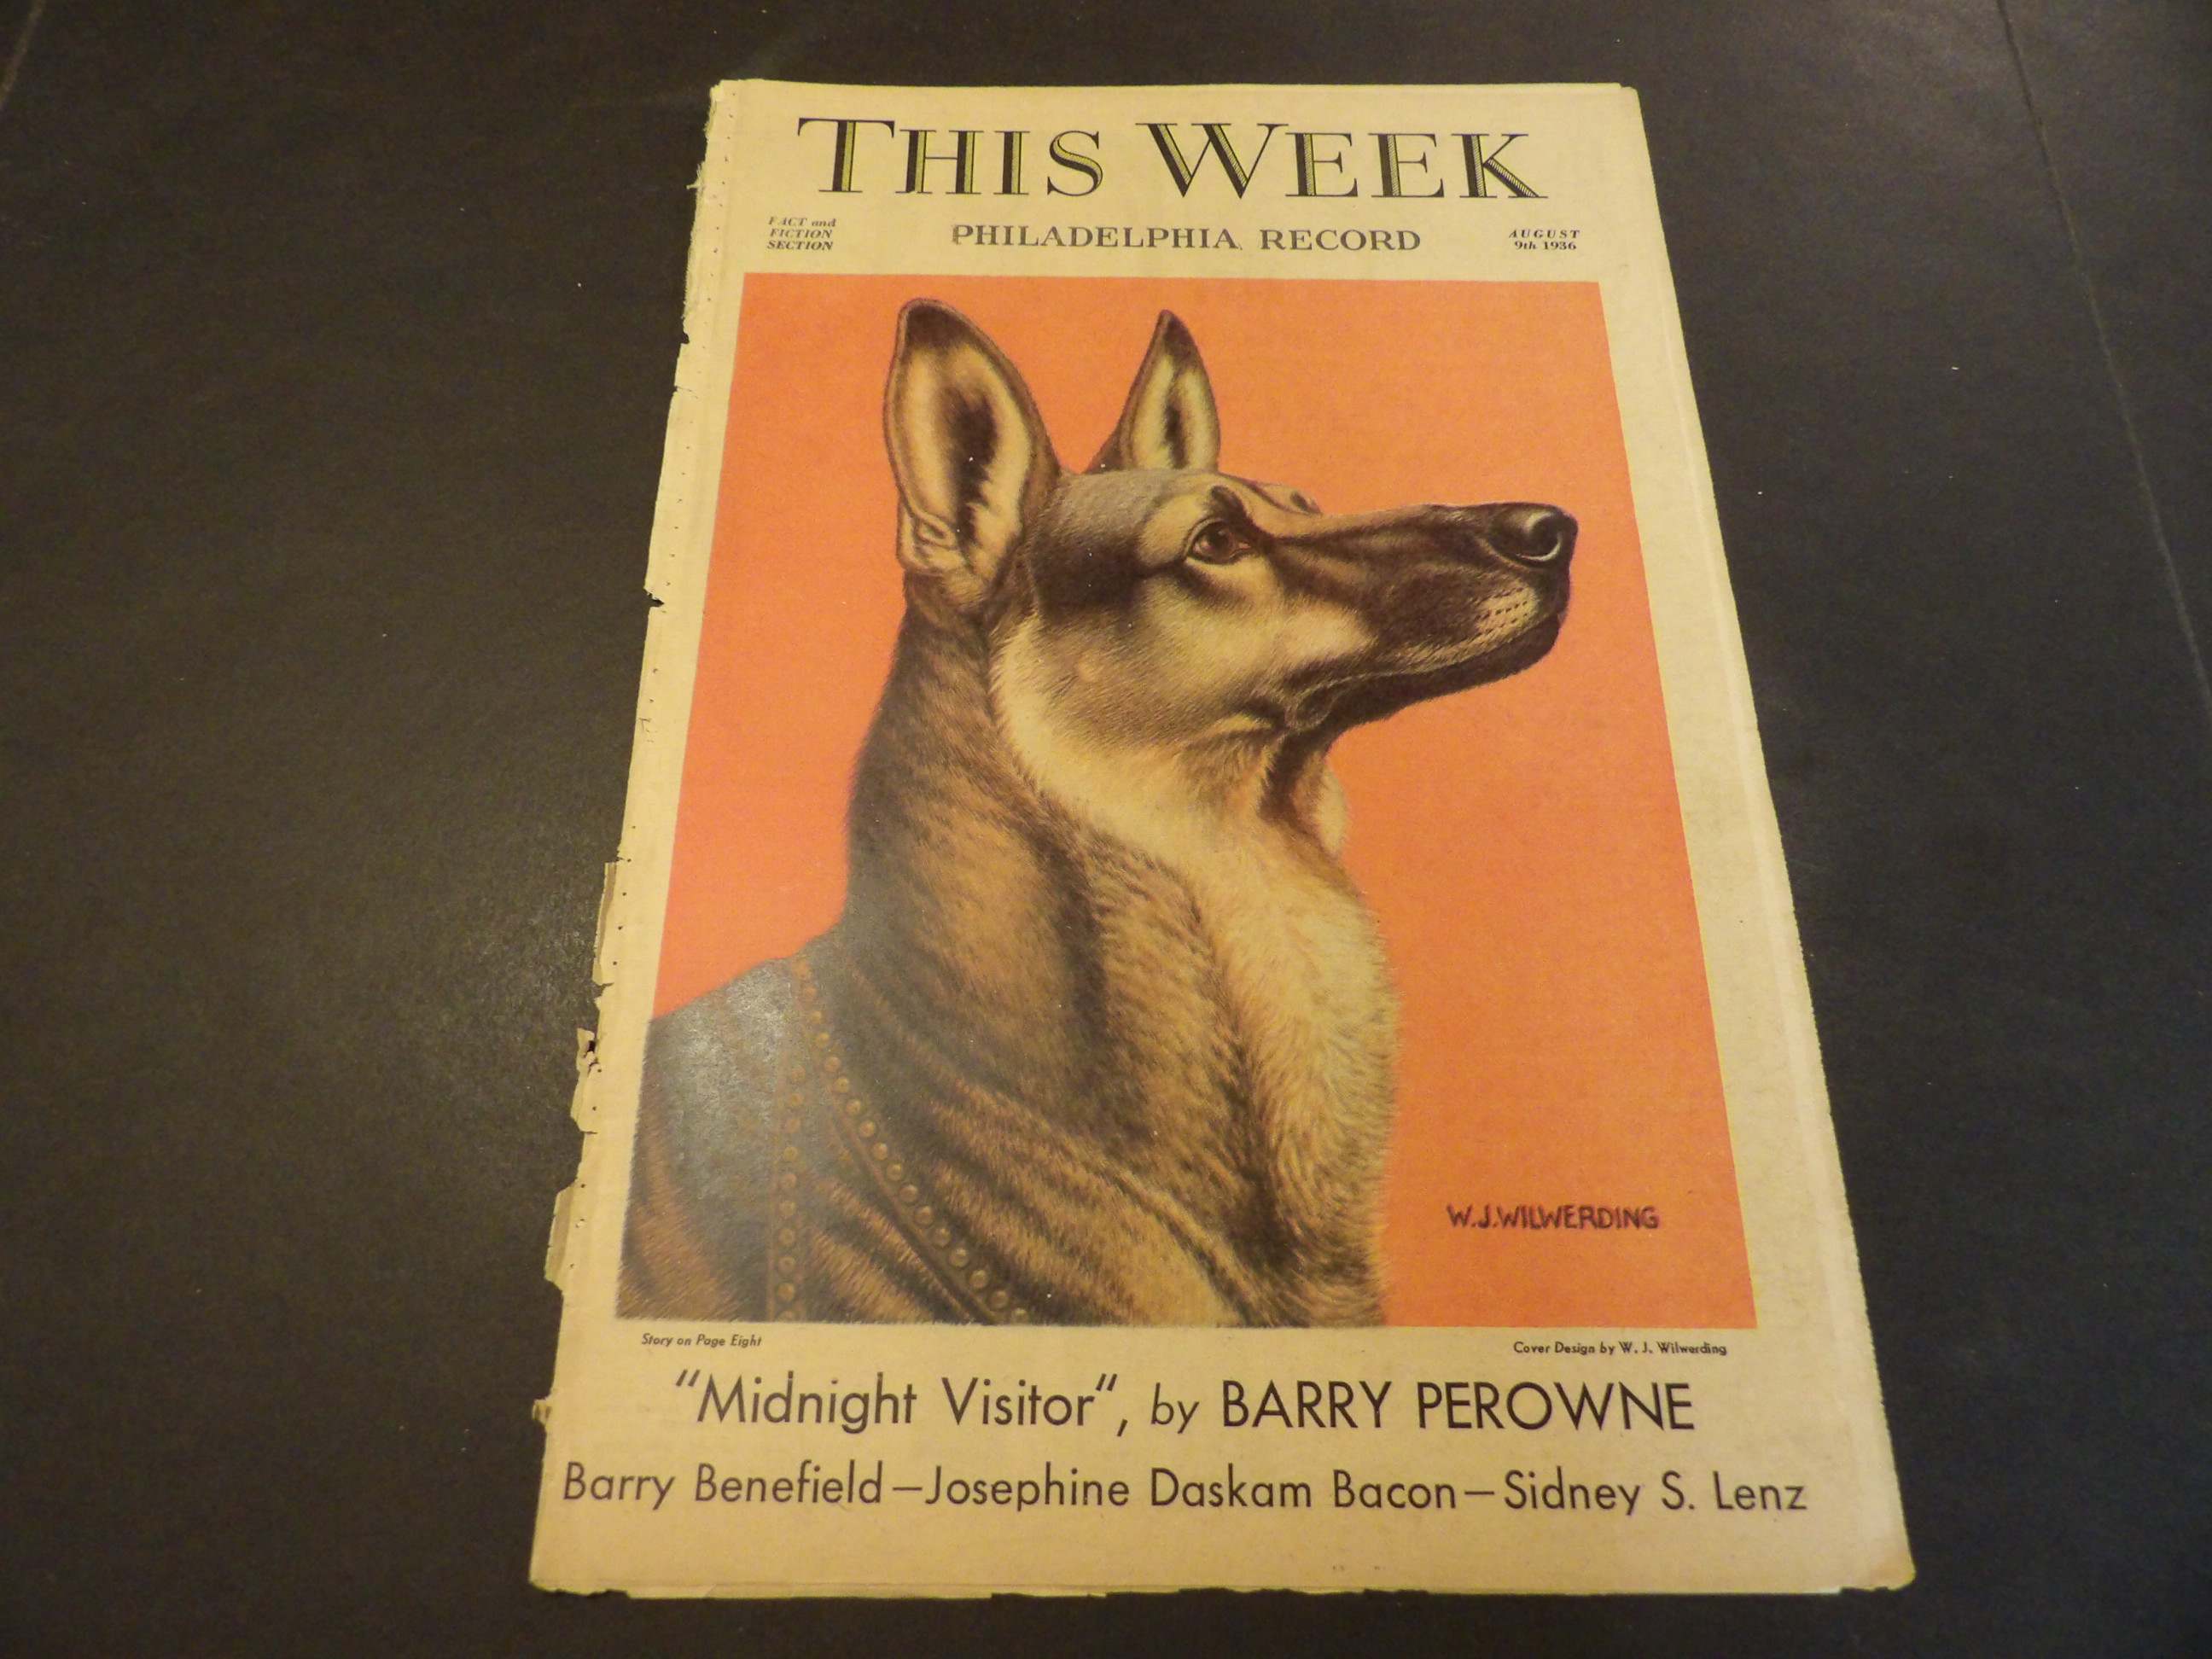 THIS WEEK
FACT and
FICTION
SECTION
PHILADELPHIA RECORD
AUGUST
9th 1936
W.J.WILWERDING
Story on Page Eight
Cover Design by W. J. Wilwerding
"Midnight Visitor", by BARRY PEROWNE
Barry Benefield—Josephine Daskam Bacon—Sidney S. Lenz